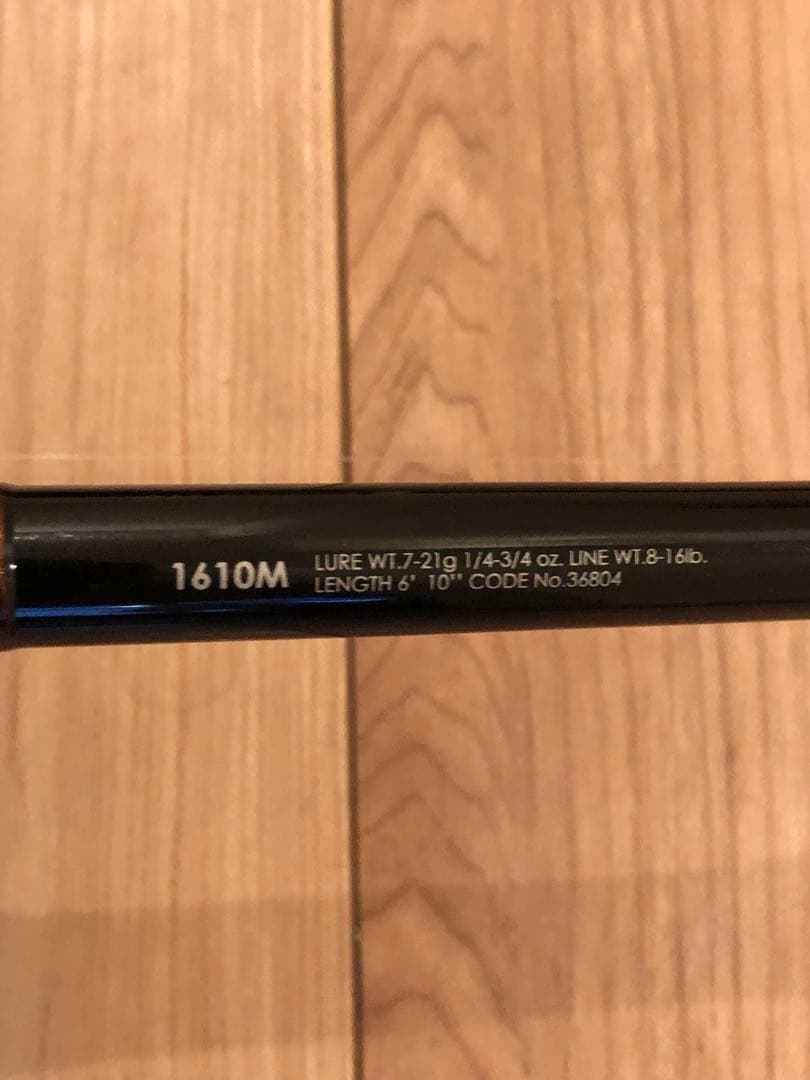 1610M
LURE WT.7-21g 1/4-3/4 oz. LINE WT.8-16lb.
LENGTH 6' 10'' CODE No.36804